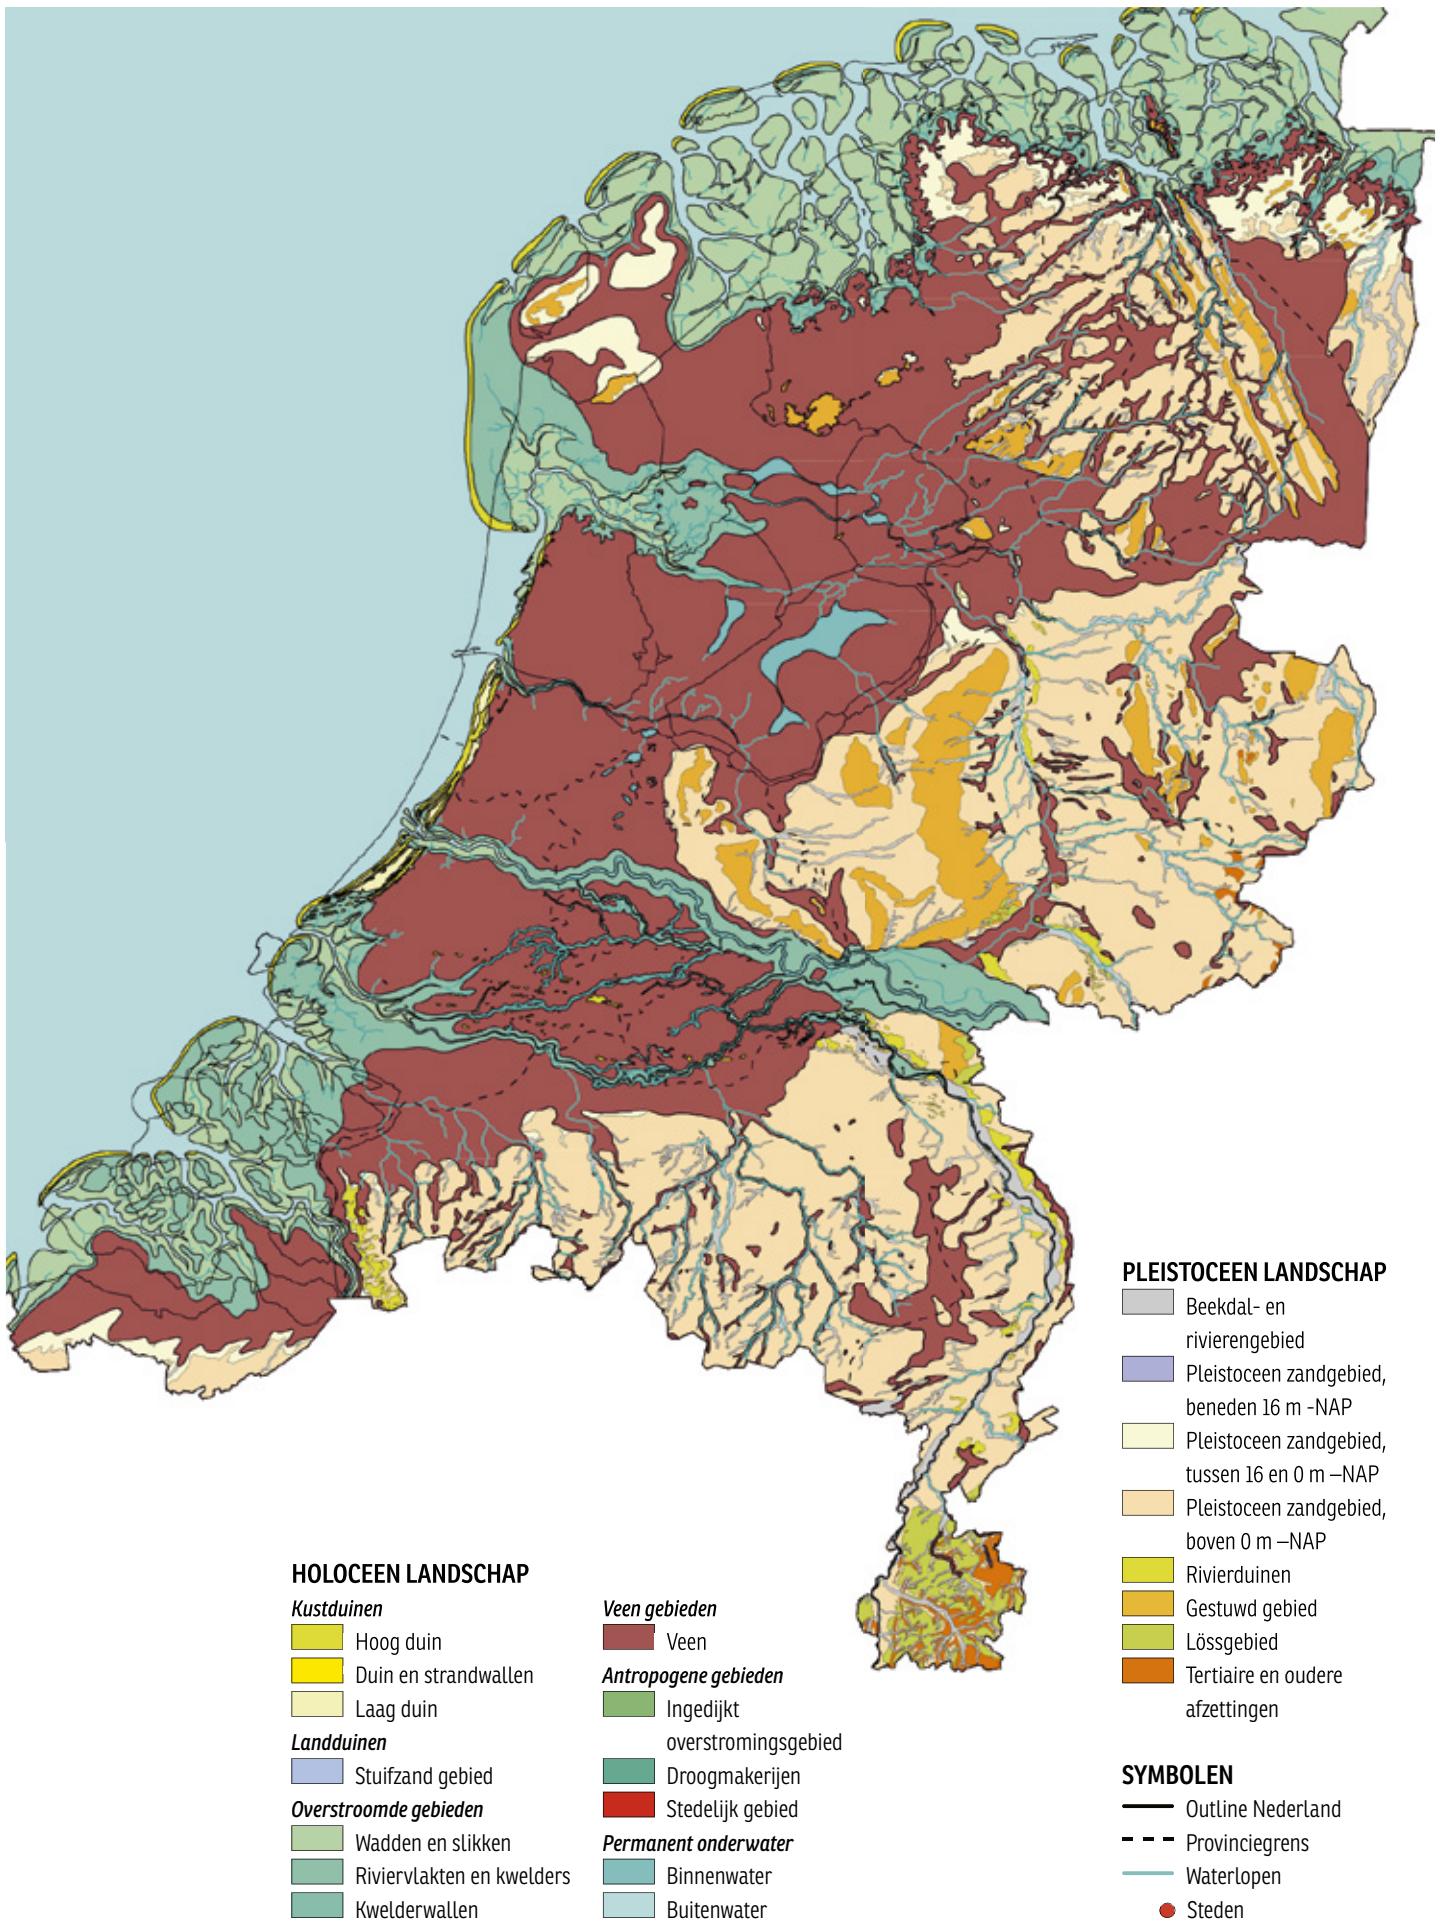 PLEISTOCEEN LANDSCHAP
Beekdal- en
rivierengebied
Pleistoceen zandgebied,
beneden 16 m -NAP
Pleistoceen zandgebied,
tussen 16 en 0 m –NAP
Pleistoceen zandgebied,
boven 0 m –NAP
Rivierduinen
Gestuwd gebied
Lössgebied
Tertiaire en oudere
afzettingen
HOLOCEEN LANDSCHAP
Kustduinen
Hoog duin
Duin en strandwallen
Laag duin
Landduinen
Stuifzand gebied
Overstroomde gebieden
Wadden en slikken
Riviervlakten en kwelders
Kwelderwallen
Veen gebieden
Veen
Antropogene gebieden
Ingedijkt
overstromingsgebied
Droogmakerijen
Stedelijk gebied
Permanent onderwater
Binnenwater
Buitenwater
SYMBOLEN
Outline Nederland
Provinciegrens
Waterlopen
Steden